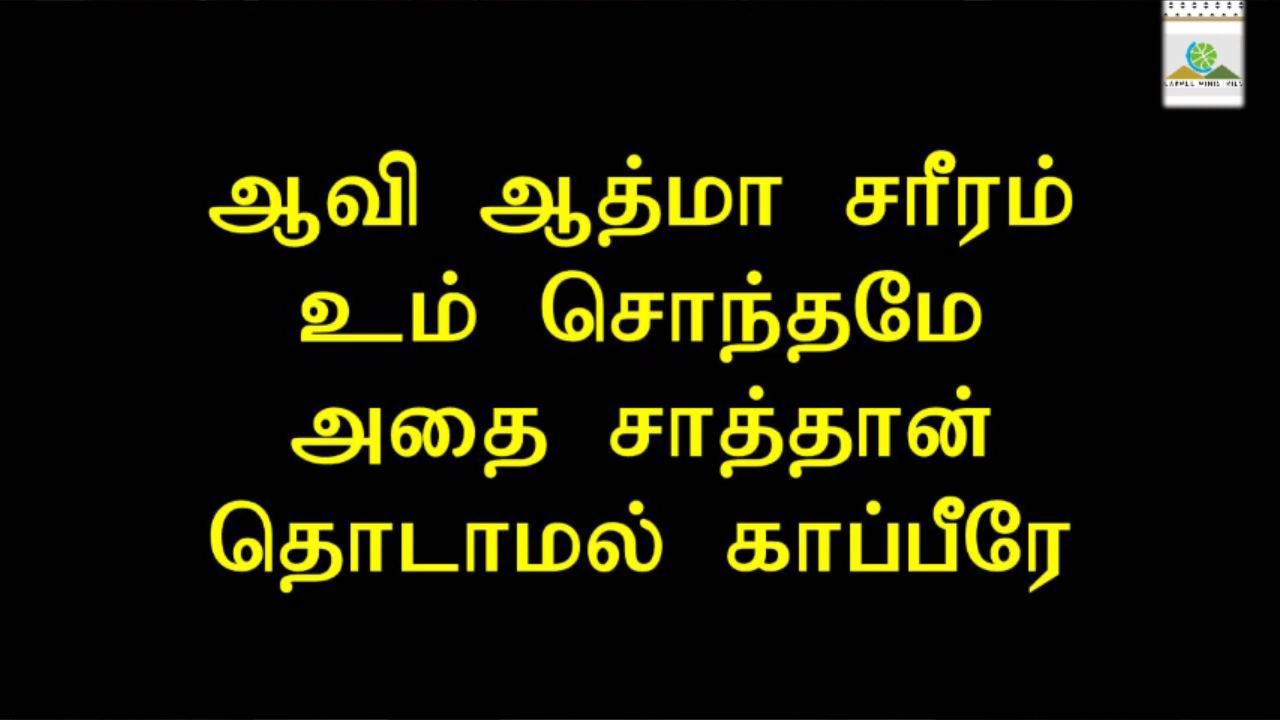 ஆவி ஆத்மா சரீரம்
உம் சொந்தமே
அதை சாத்தான்
தொடாமல் காப்பீரே